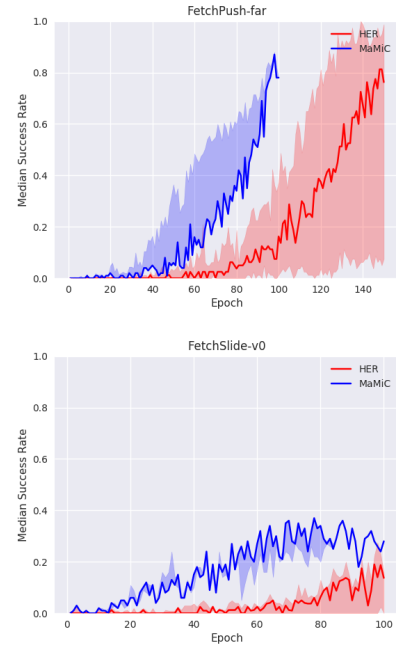 FetchPush-far
1.0
HER
MaMiC
0.8
0.6
0.4
0.2
0.0
Median Success Rate
0 20 40 60 80 100 120 140
Epoch
FetchSlide-v0
1.0
HER
MaMiC
0.8
0.6
0.4
0.2
0.0
Median Success Rate
0 20 40 60 80 100
Epoch